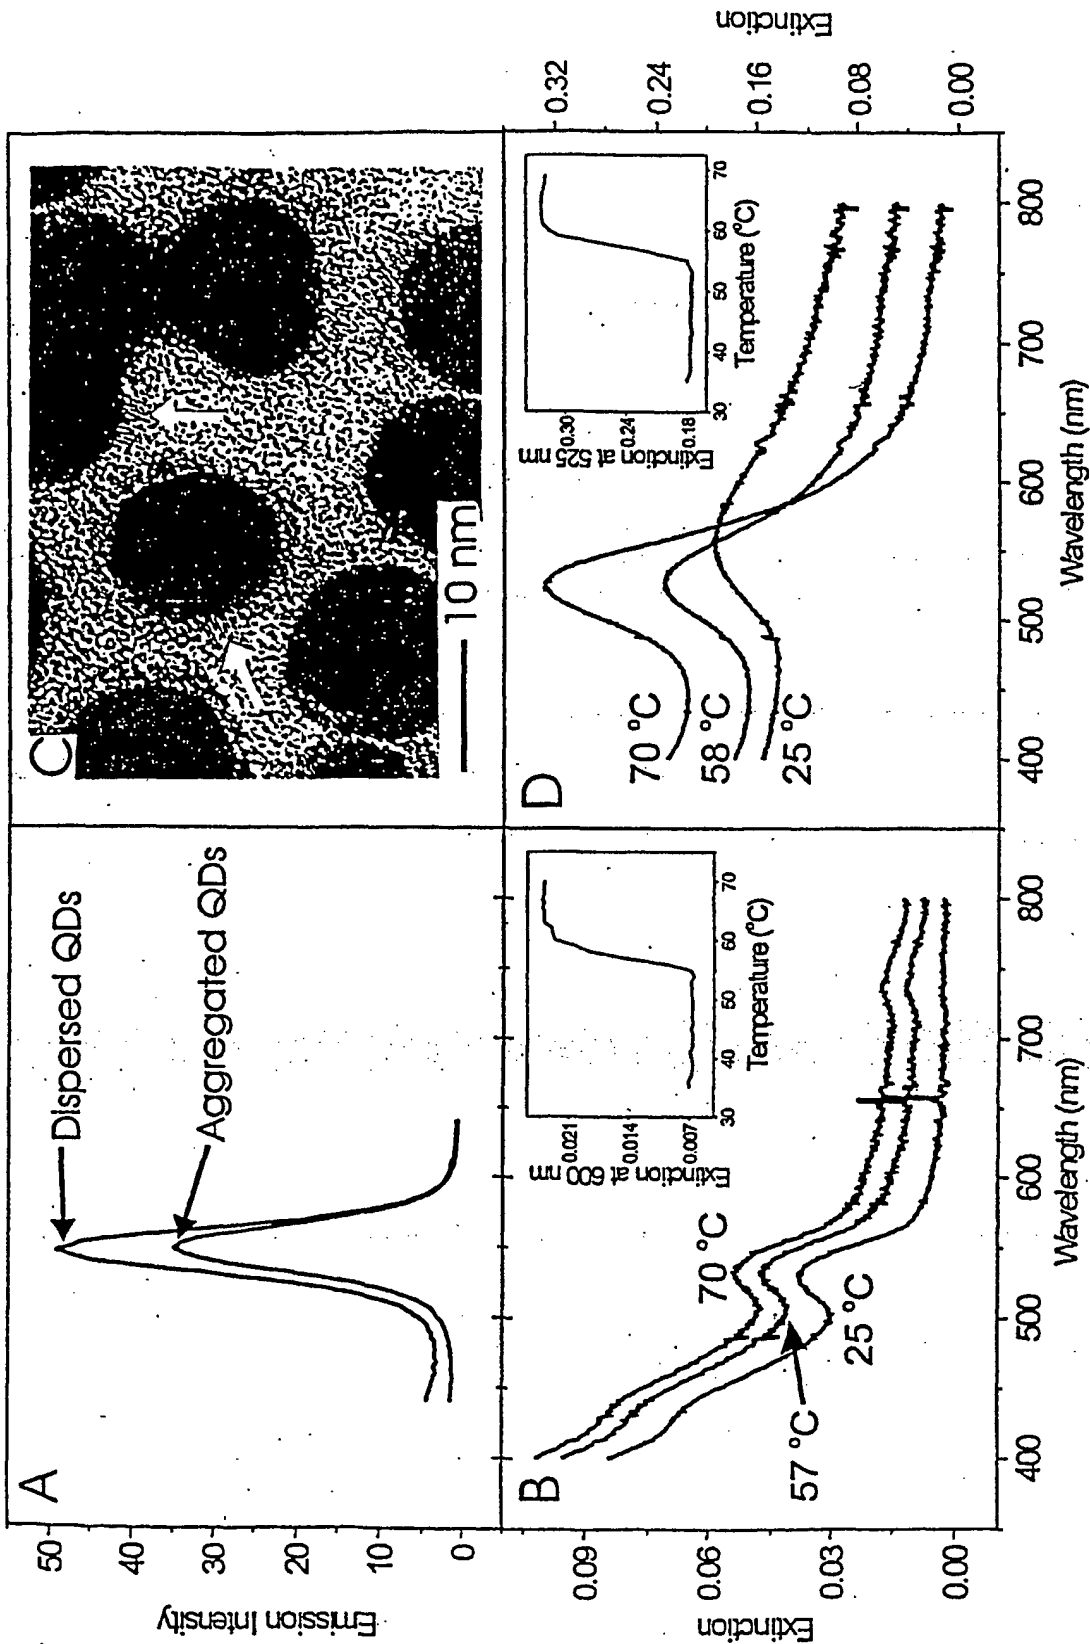 A
Dispersed QDs
Aggregated QDs
Emission Intensity
50
40
30
20
10
0
C
10 nm
B
70 °C
57 °C
25 °C
Extinction
0.09
0.06
0.03
0.00
400
500
600
700
800
Wavelength (nm)
Extinction at 600 nm
0.021
0.014
0.007
30
40
50
60
70
Temperature (°C)
D
70 °C
58 °C
25 °C
Extinction
0.32
0.24
0.16
0.08
0.00
400
500
600
700
800
Wavelength (nm)
Extinction at 525 nm
0.30
0.24
0.18
30
40
50
60
70
Temperature (°C)